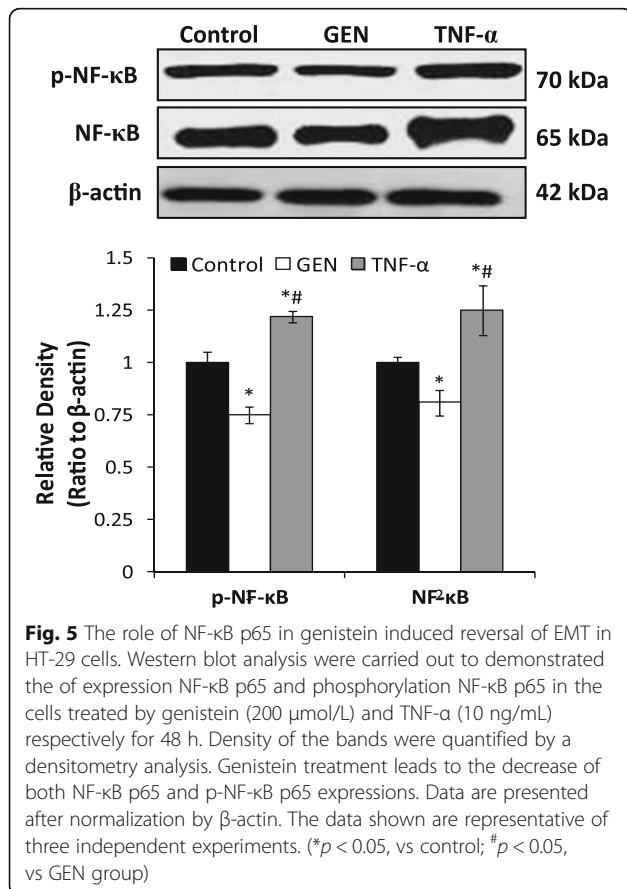 Control GEN TNF-α
p-NF-κB 70 kDa
NF-κB 65 kDa
β-actin 42 kDa
1.5
Control GEN TNF-α
*#
*#
1.25
1
*
*
0.75
0.5
0.25
0
Relative Density
(Ratio to β-actin)
p-NF-κB NF-κB
1 2
Fig. 5 The role of NF-κB p65 in genistein induced reversal of EMT in
HT-29 cells. Western blot analysis were carried out to demonstrated
the of expression NF-κB p65 and phosphorylation NF-κB p65 in the
cells treated by genistein (200 μmol/L) and TNF-α (10 ng/mL)
respectively for 48 h. Density of the bands were quantified by a
densitometry analysis. Genistein treatment leads to the decrease of
both NF-κB p65 and p-NF-κB p65 expressions. Data are presented
after normalization by β-actin. The data shown are representative of
three independent experiments. (*p < 0.05, vs control; #p < 0.05,
vs GEN group)